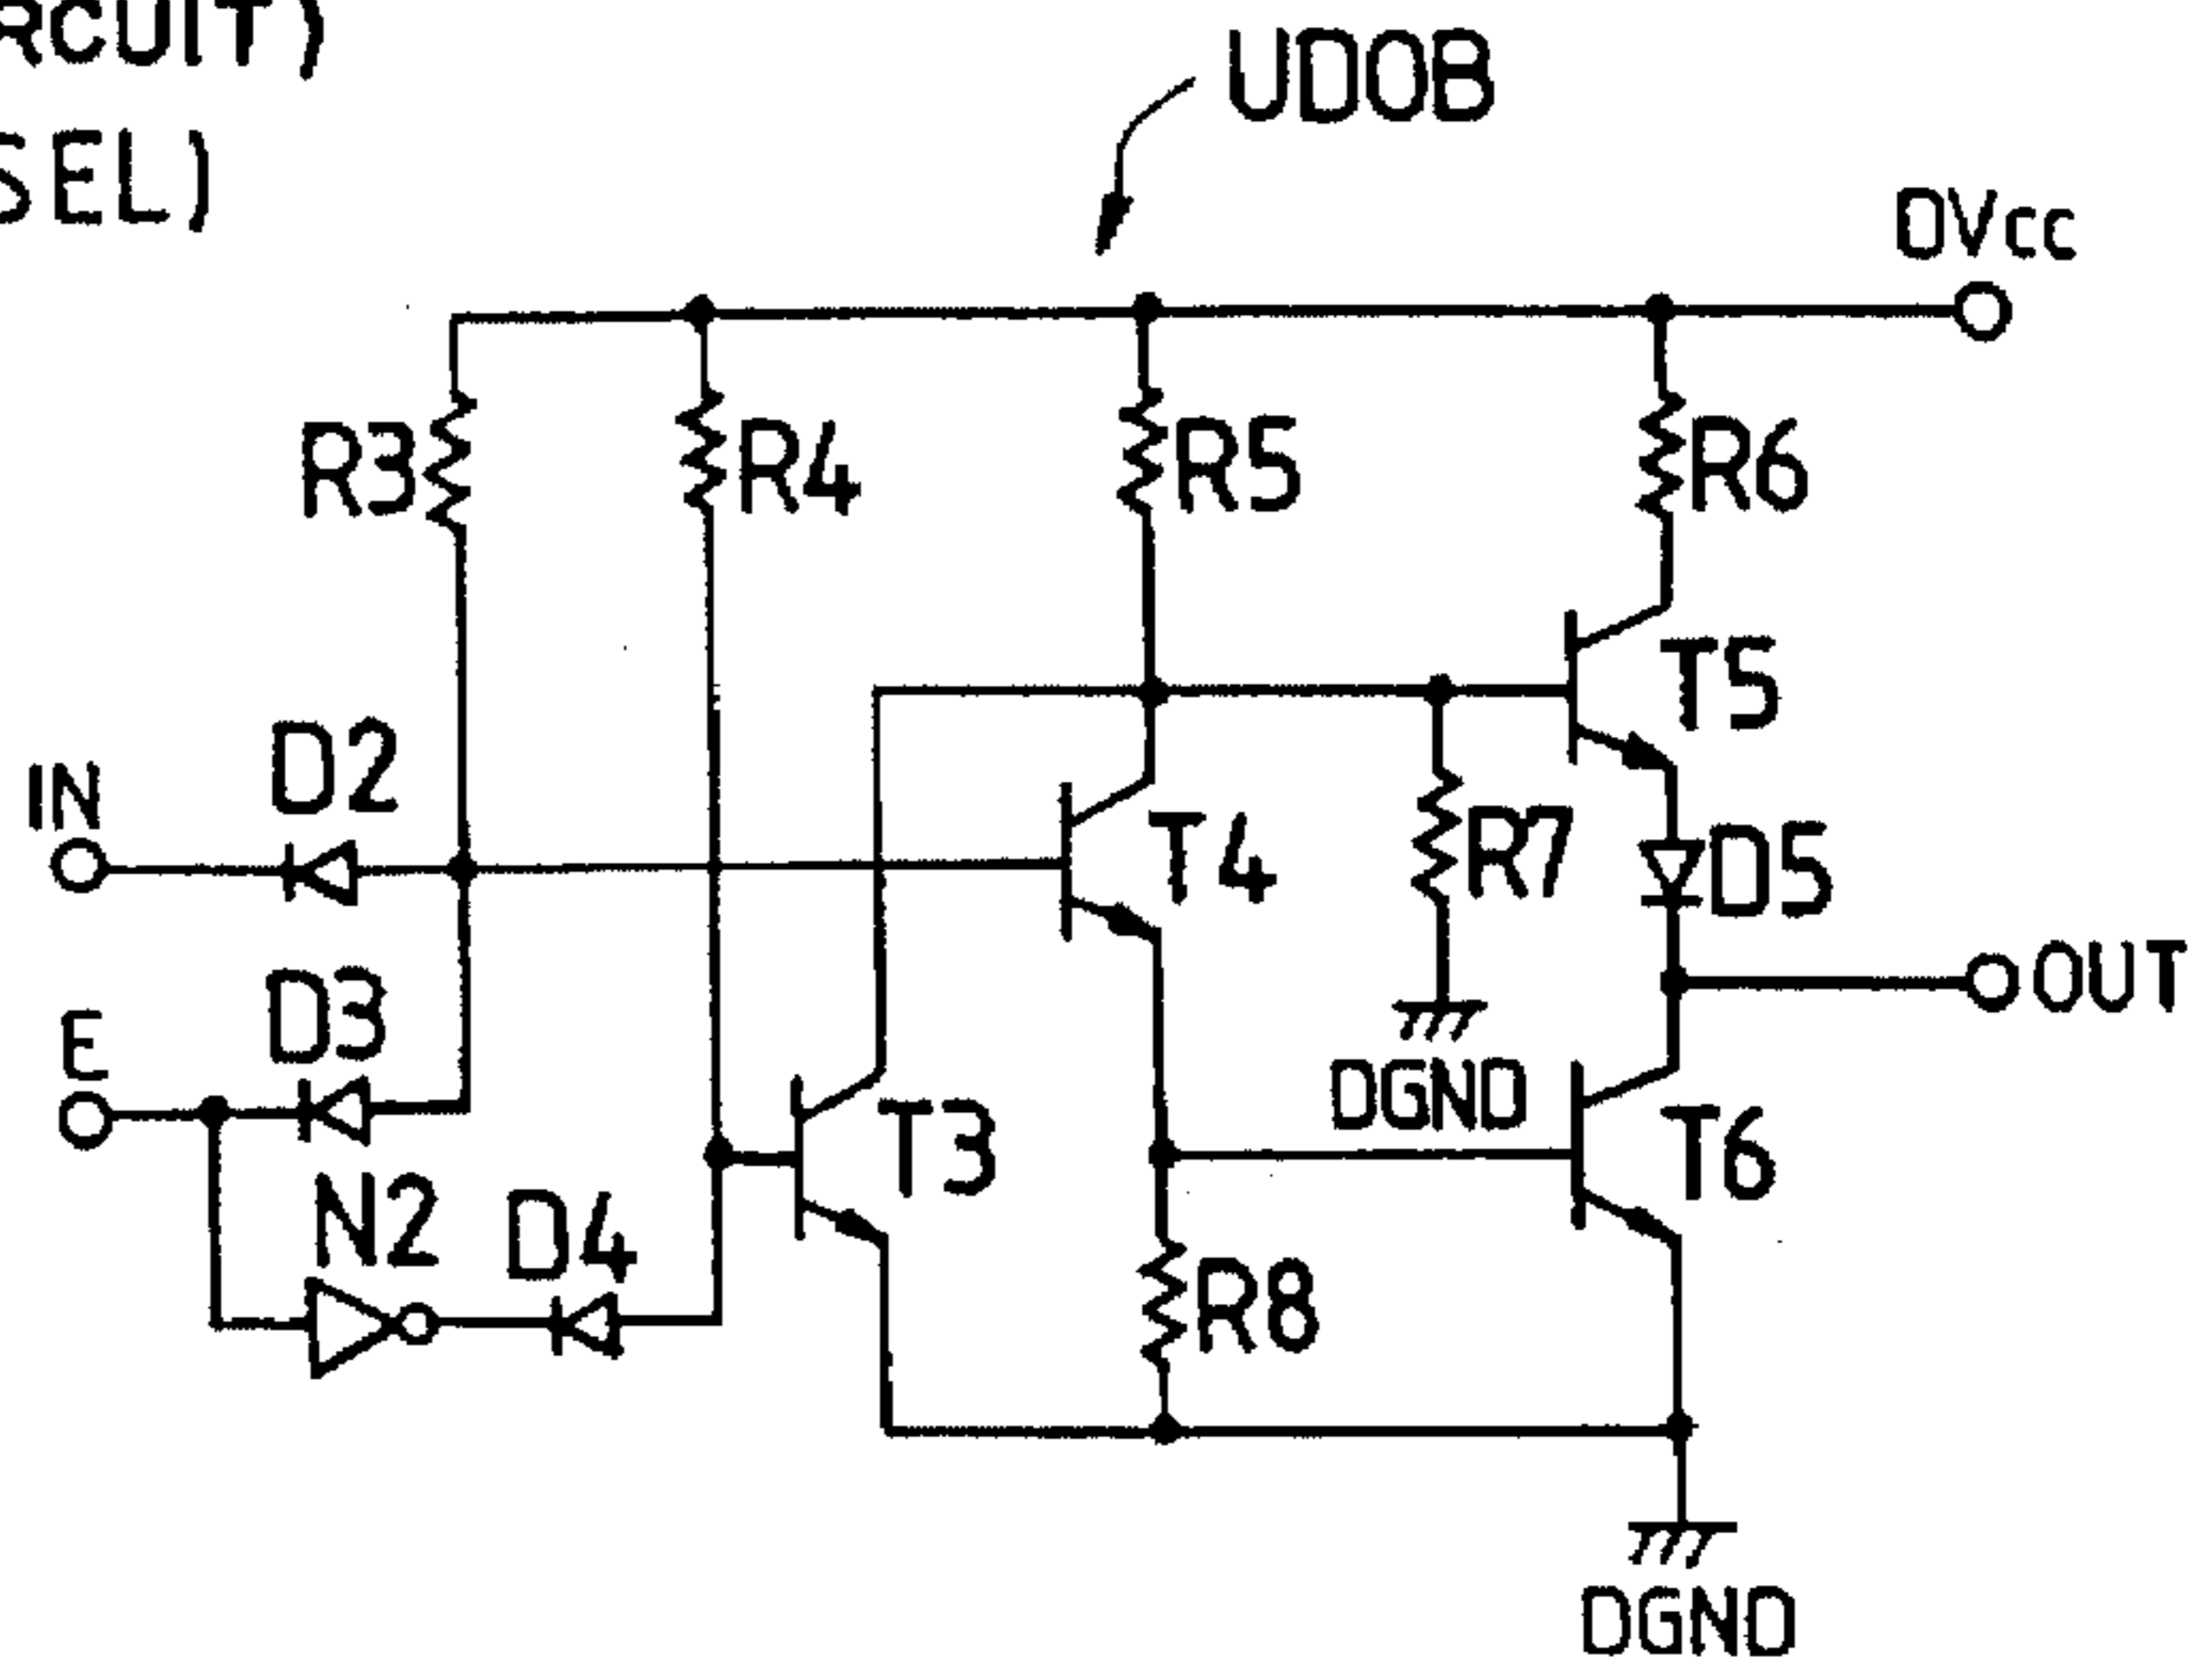 RCUIT)
UDOB
SEL)
DVcc
R3
R4
R5
R6
T5
D2
IN
T4
R7
D5
OUT
D3
E
DGND
T3
T6
N2
D4
R8
DGND